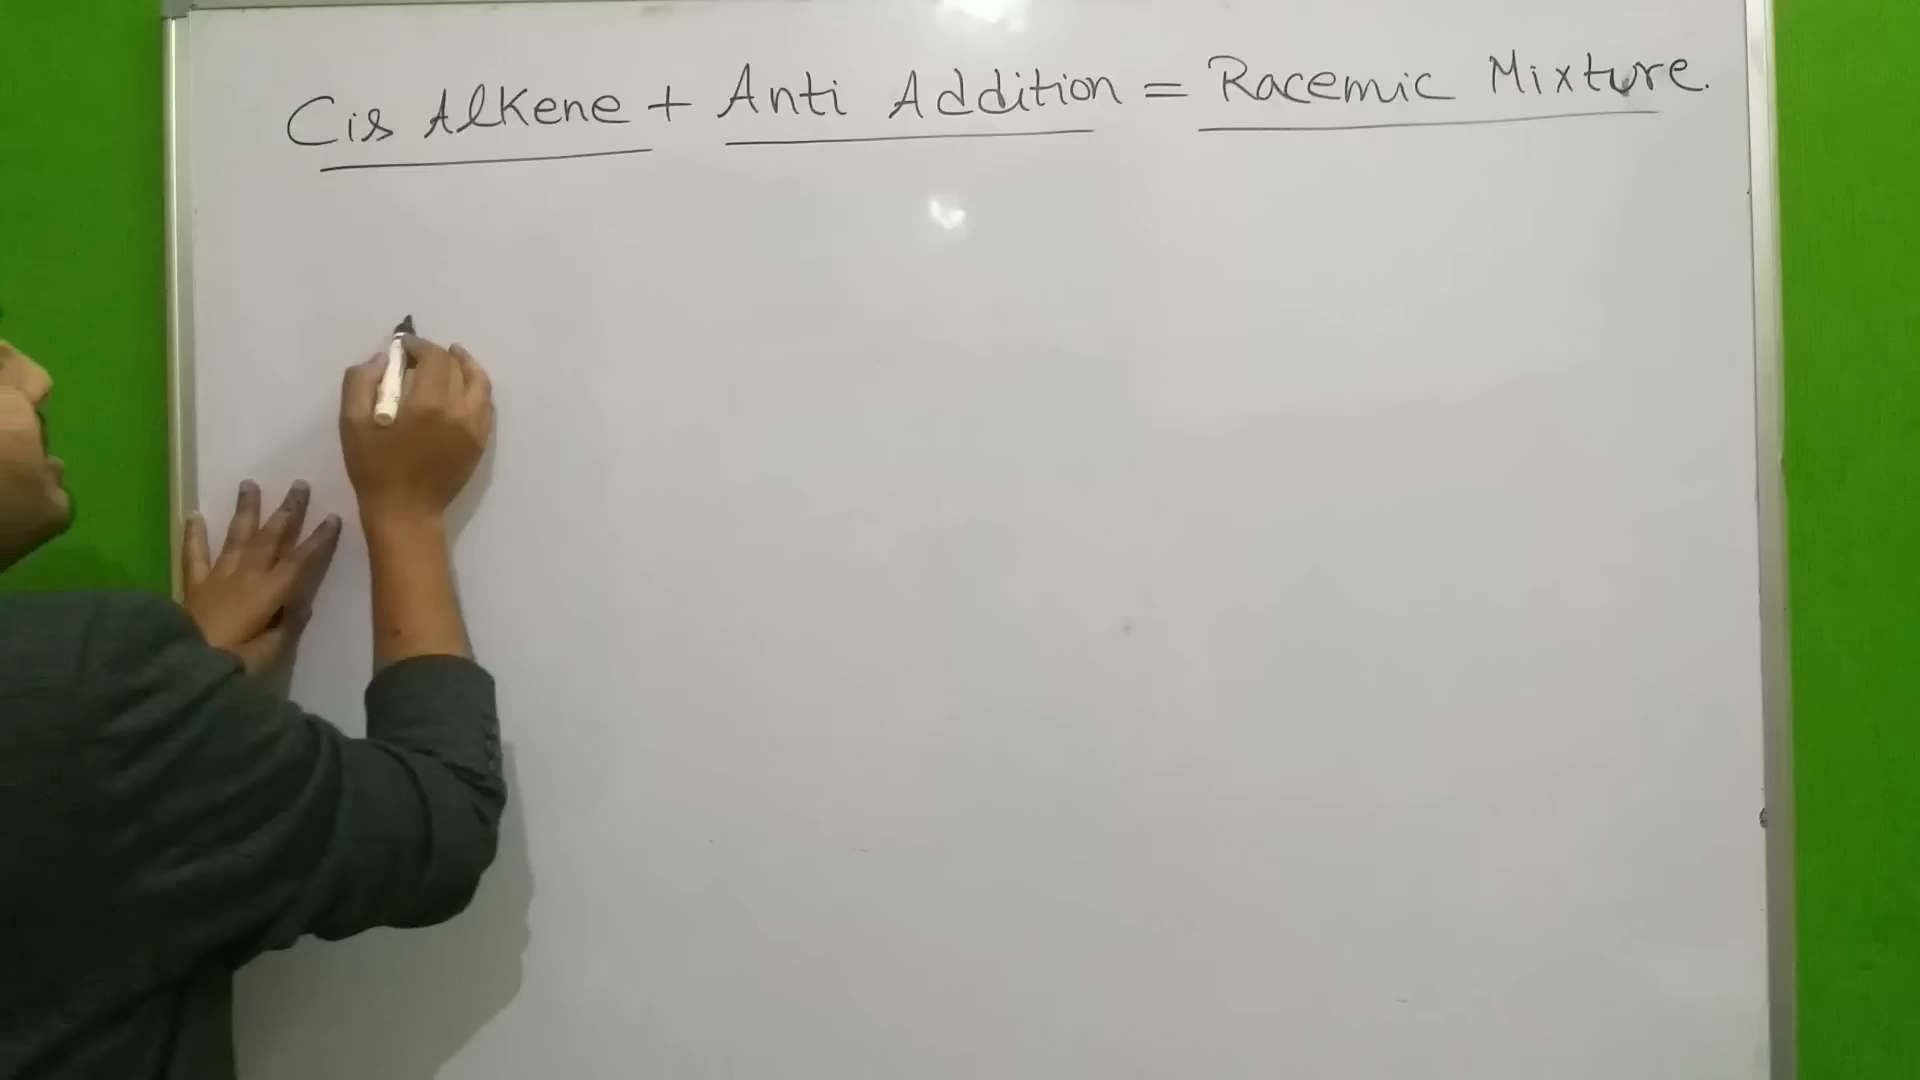 Cis Alkene + Anti Addition = Racemic Mixture.